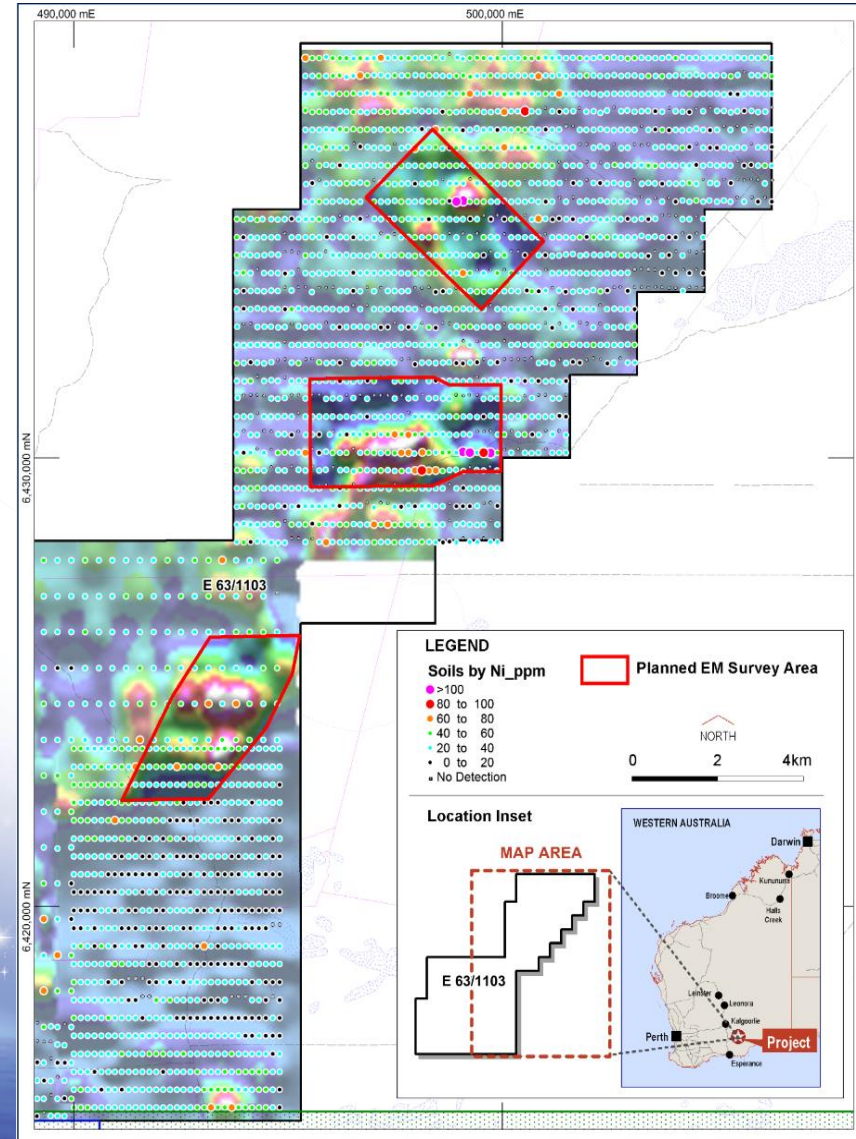 490,000 mE
500,000 mE
6,430,000 mN
E 63/1103
6,420,000 mN
LEGEND
Soils by Ni_ppm
>100
80 to 100
60 to 80
40 to 60
20 to 40
0 to 20
No Detection
Planned EM Survey Area
NORTH
0 2 4km
Location Inset
MAP AREA
E 63/1103
WESTERN AUSTRALIA
Darwin
Kununurra
Broome
Halls
Creek
Leinster
Leonora
Kalgoorlie
Perth
Project
Esperance